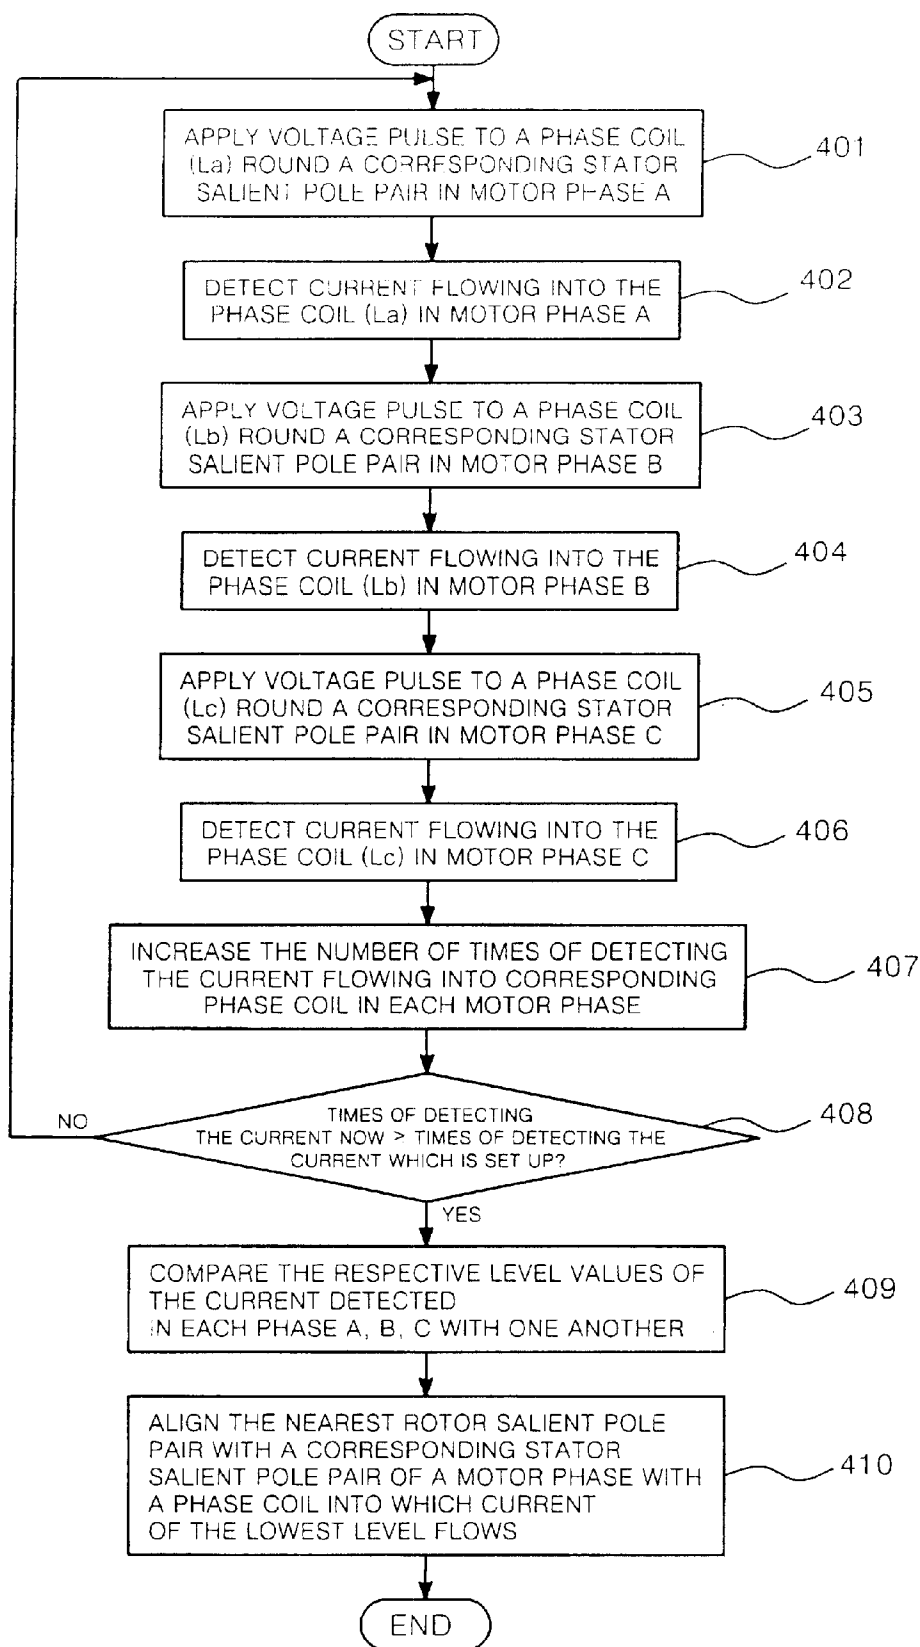 START
APPLY VOLTAGE PULSE TO A PHASE COIL
(La) ROUND A CORRESPONDING STATOR
SALIENT POLE PAIR IN MOTOR PHASE A
401
DETECT CURRENT FLOWING INTO THE
PHASE COIL (La) IN MOTOR PHASE A
402
APPLY VOLTAGE PULSE TO A PHASE COIL
(Lb) ROUND A CORRESPONDING STATOR
SALIENT POLE PAIR IN MOTOR PHASE B
403
DETECT CURRENT FLOWING INTO THE
PHASE COIL (Lb) IN MOTOR PHASE B
404
APPLY VOLTAGE PULSE TO A PHASE COIL
(Lc) ROUND A CORRESPONDING STATOR
SALIENT POLE PAIR IN MOTOR PHASE C
405
DETECT CURRENT FLOWING INTO THE
PHASE COIL (Lc) IN MOTOR PHASE C
406
INCREASE THE NUMBER OF TIMES OF DETECTING
THE CURRENT FLOWING INTO CORRESPONDING
PHASE COIL IN EACH MOTOR PHASE
407
NO
TIMES OF DETECTING
THE CURRENT NOW > TIMES OF DETECTING THE
CURRENT WHICH IS SET UP?
408
YES
COMPARE THE RESPECTIVE LEVEL VALUES OF
THE CURRENT DETECTED
IN EACH PHASE A, B, C WITH ONE ANOTHER
409
ALIGN THE NEAREST ROTOR SALIENT POLE
PAIR WITH A CORRESPONDING STATOR
SALIENT POLE PAIR OF A MOTOR PHASE WITH
A PHASE COIL INTO WHICH CURRENT
OF THE LOWEST LEVEL FLOWS
410
END